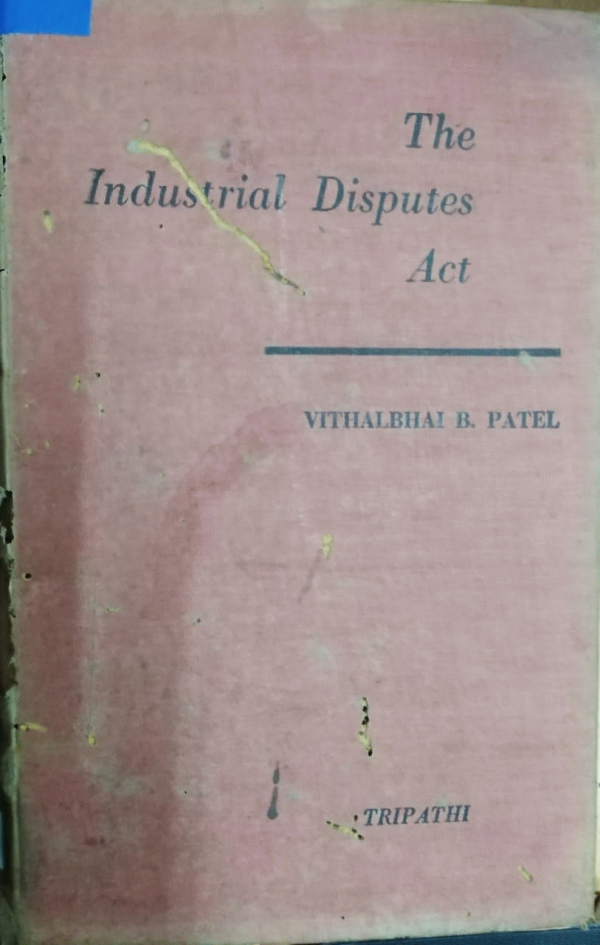 The
Industrial Disputes
Act
VITHALBHAI B. PATEL
TRIPATHI